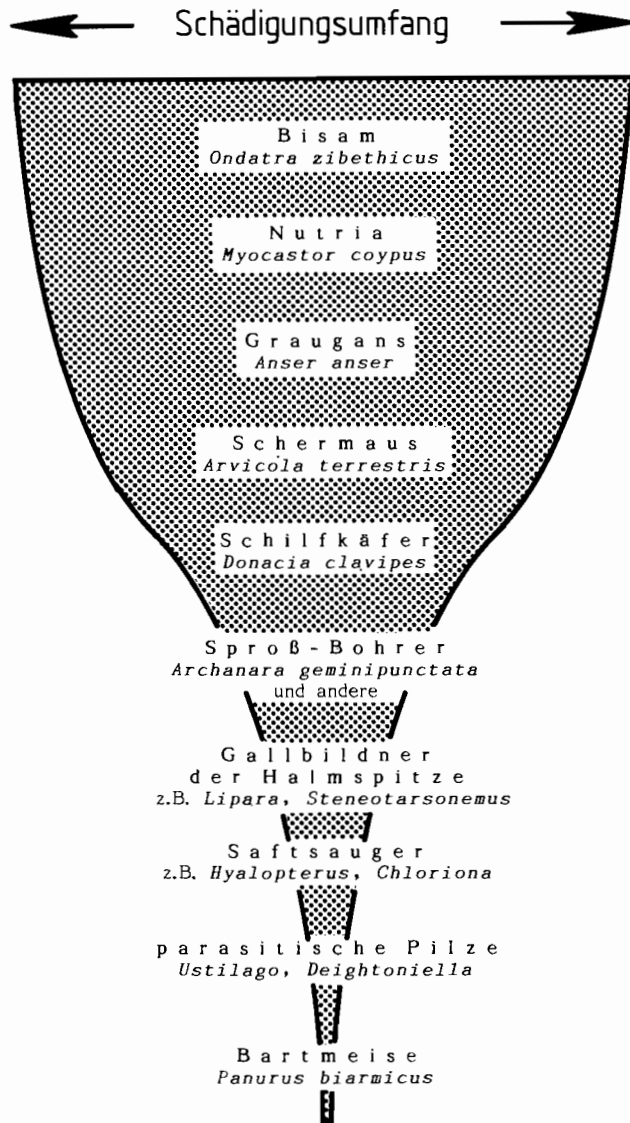 Schädigungsumfang
Bisam
Ondatra zibethicus
Nutria
Myocastor coypus
Graugans
Anser anser
Schermaus
Arvicola terrestris
Schilfkäfer
Donacia clavipes
Sproß-Bohrer
Archanara geminipunctata
und andere
Gallbildner
der Halmspitze
z.B. Lipara, Steneotarsonemus
Saftsauger
z.B. Hyalopterus, Chloriona
parasitische Pilze
Ustilago, Deightoniella
Bartmeise
Panurus biarmicus